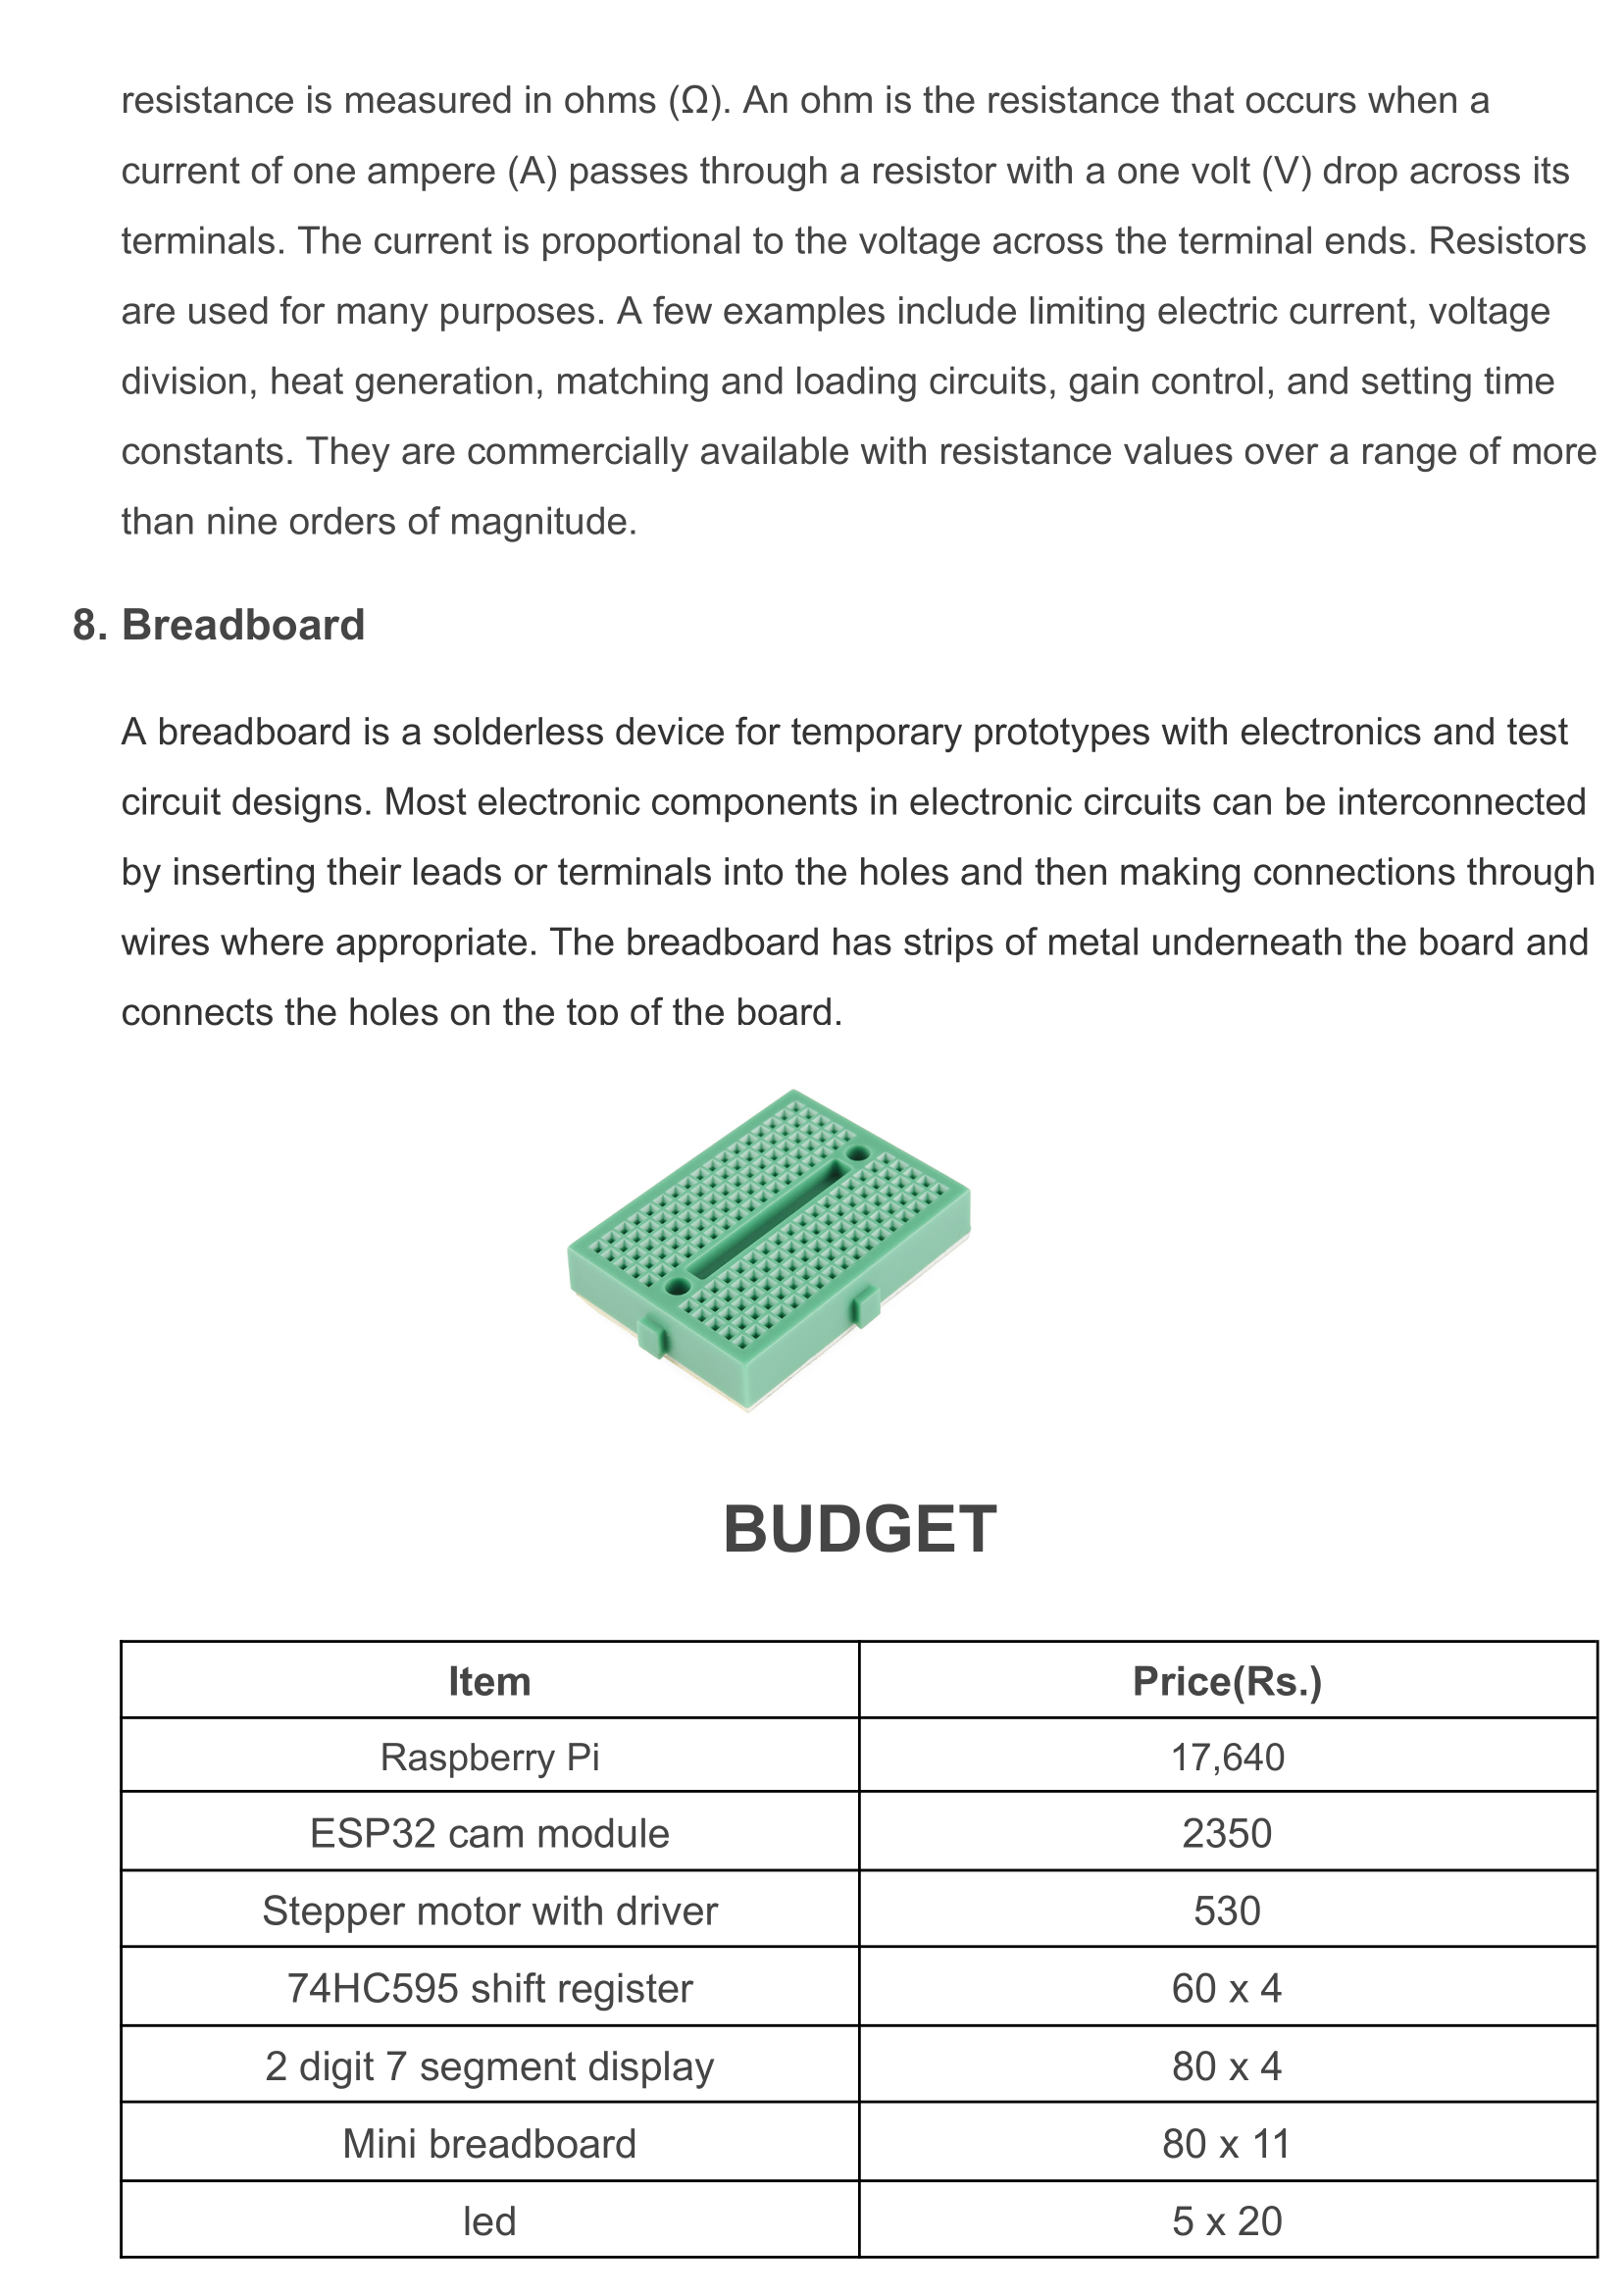 resistance is measured in ohms (Ω). An ohm is the resistance that occurs when a
current of one ampere (A) passes through a resistor with a one volt (V) drop across its
terminals. The current is proportional to the voltage across the terminal ends. Resistors
are used for many purposes. A few examples include limiting electric current, voltage
division, heat generation, matching and loading circuits, gain control, and setting time
constants. They are commercially available with resistance values over a range of more
than nine orders of magnitude.
8. Breadboard
A breadboard is a solderless device for temporary prototypes with electronics and test
circuit designs. Most electronic components in electronic circuits can be interconnected
by inserting their leads or terminals into the holes and then making connections through
wires where appropriate. The breadboard has strips of metal underneath the board and
connects the holes on the top of the board.
BUDGET
Item Price(Rs.)
Raspberry Pi 17,640
ESP32 cam module 2350
Stepper motor with driver 530
74HC595 shift register 60 x 4
2 digit 7 segment display 80 x 4
Mini breadboard 80 x 11
led 5 x 20